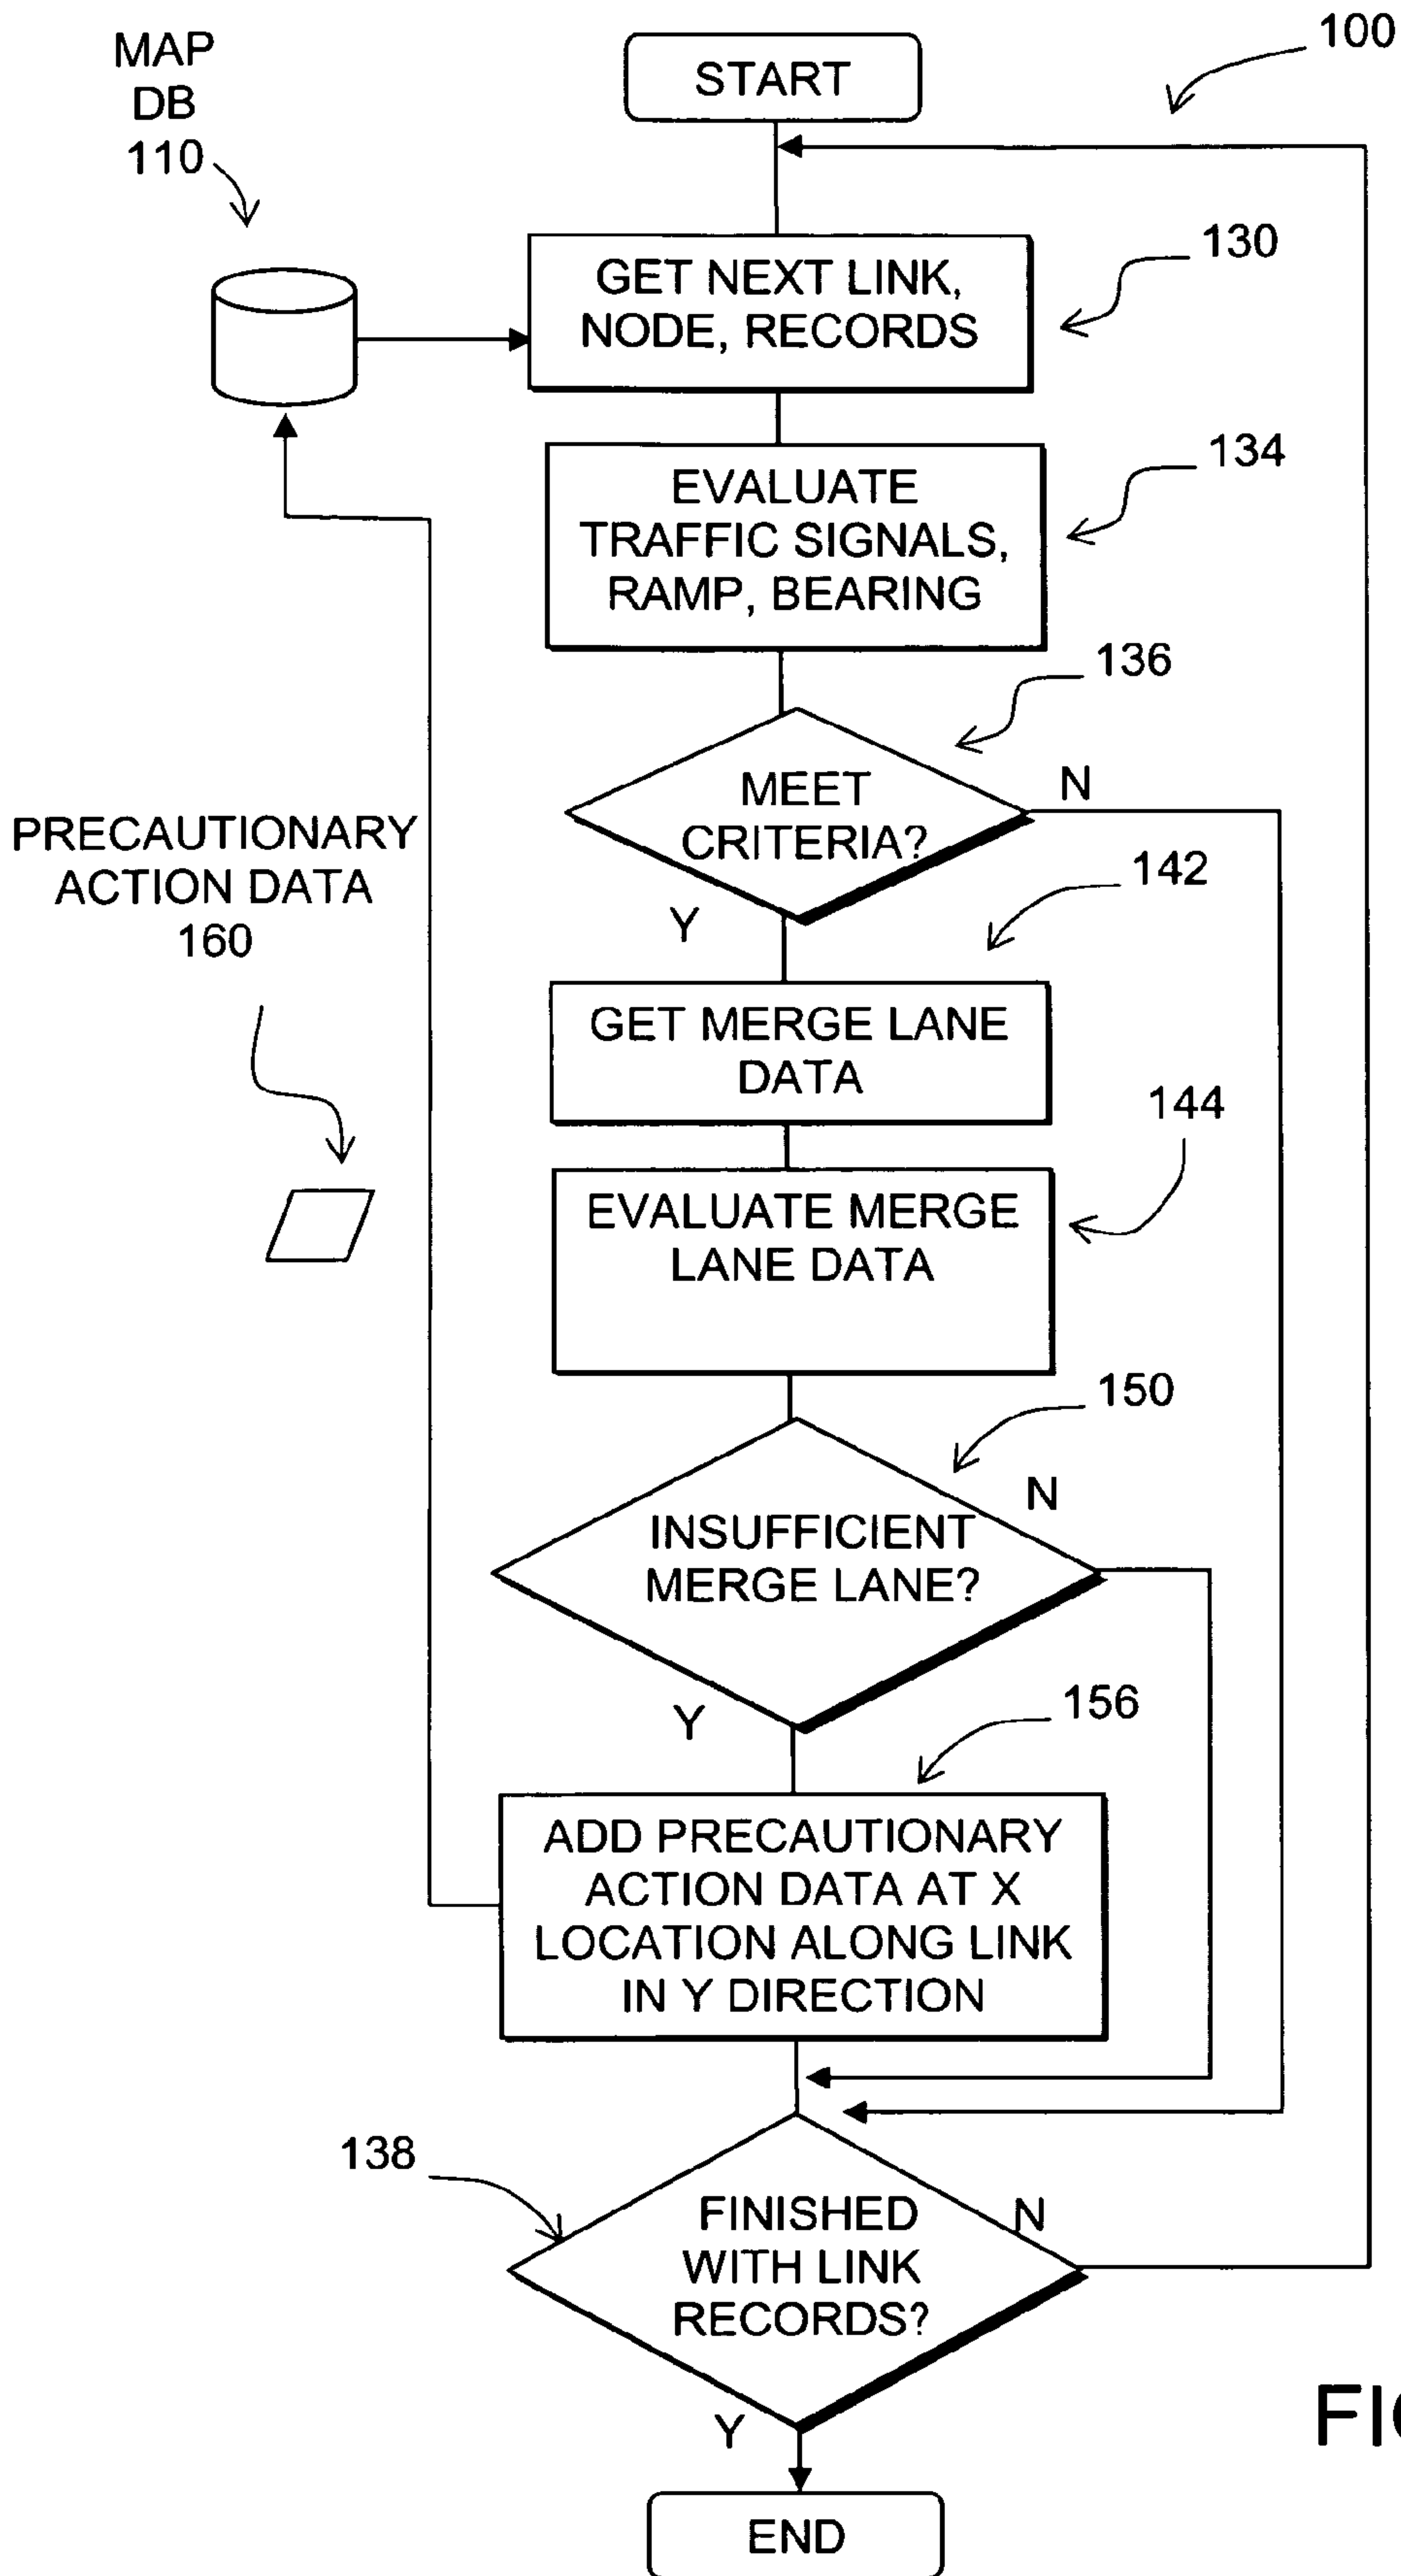 100
MAP
DB
110
START
GET NEXT LINK,
NODE, RECORDS
130
EVALUATE
TRAFFIC SIGNALS,
RAMP, BEARING
134
136
MEET
CRITERIA?
N
Y
PRECAUTIONARY
ACTION DATA
160
142
GET MERGE LANE
DATA
144
EVALUATE MERGE
LANE DATA
150
INSUFFICIENT
MERGE LANE?
N
Y
156
ADD PRECAUTIONARY
ACTION DATA AT X
LOCATION ALONG LINK
IN Y DIRECTION
138
FINISHED
WITH LINK
RECORDS?
N
Y
END